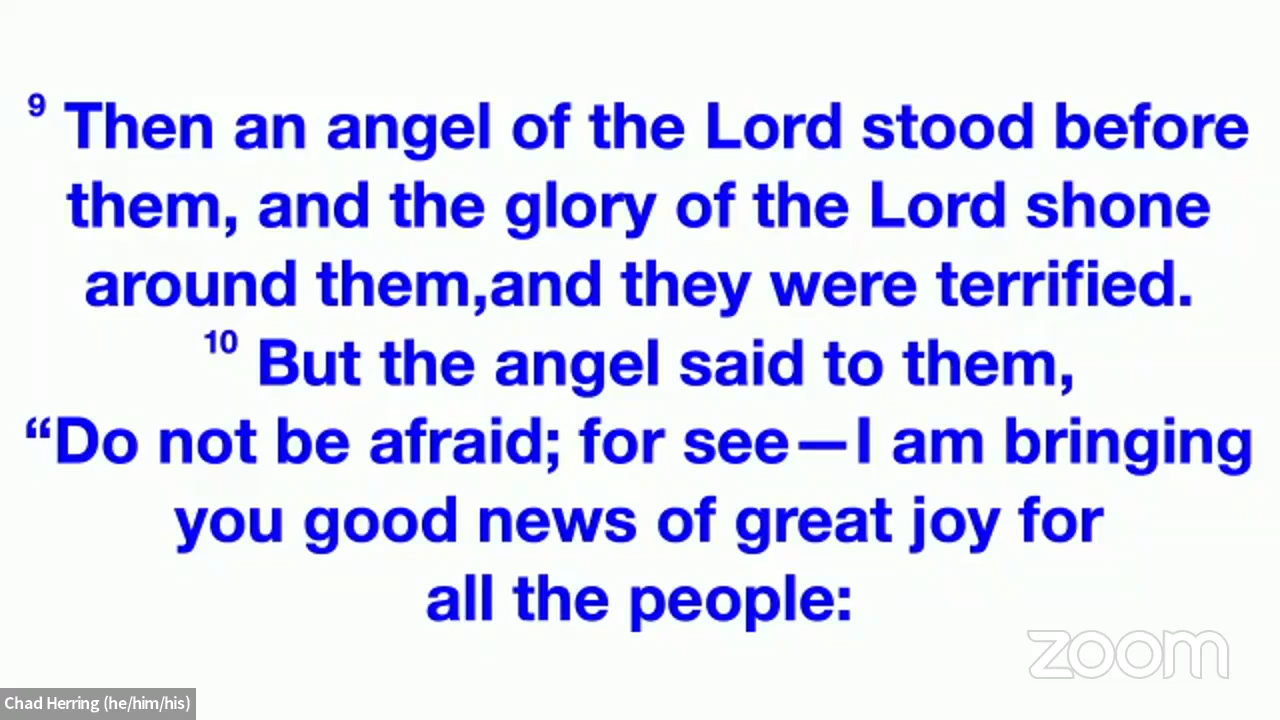 9 Then an angel of the Lord stood before
them, and the glory of the Lord shone
around them,and they were terrified.
10 But the angel said to them,
“Do not be afraid; for see—I am bringing
you good news of great joy for
all the people:
zoom
Chad Herring (he/him/his)